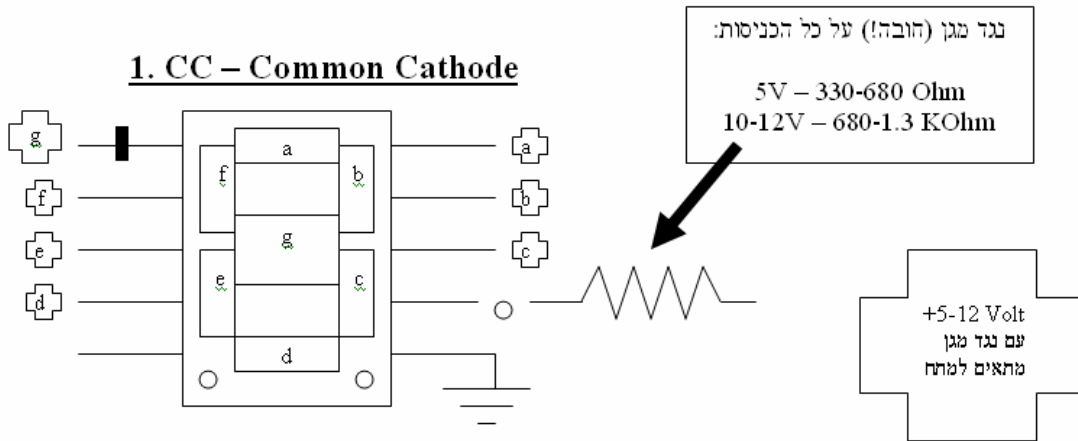 1. CC – Common Cathode
נגד מגן (חובה!) על כל הכניסות:
5V – 330-680 Ohm
10-12V – 680-1.3 KOhm
g
f
e
d
a
f
b
g
e
c
d
a
b
c
+5-12 Volt
עם נגד מגן
מתאים למתח